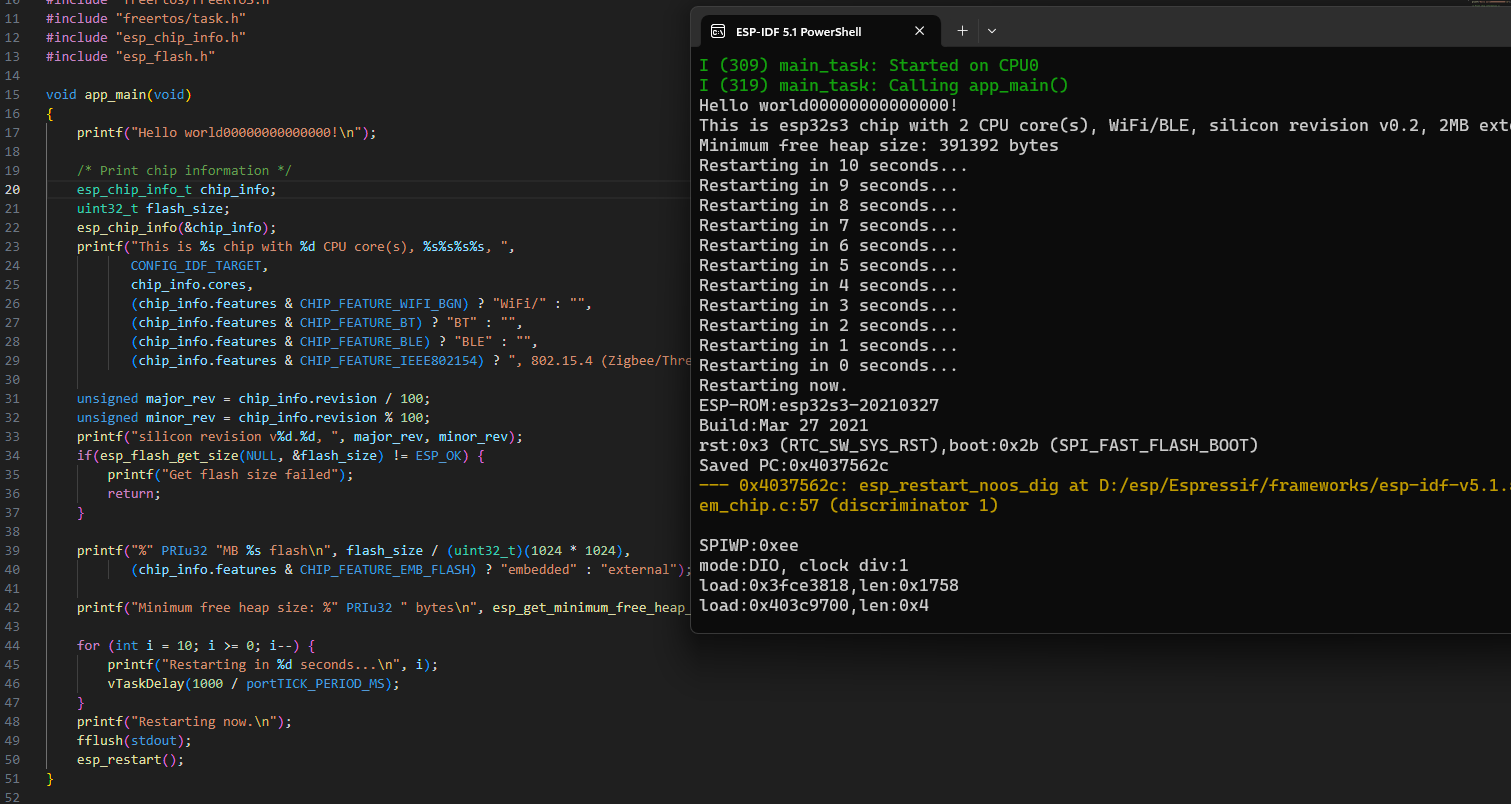 10 #include "freertos/FreeRTOS.h"
11 #include "freertos/task.h"
12 #include "esp_chip_info.h"
13 #include "esp_flash.h"
14
15 void app_main(void)
16 {
17 printf("Hello world00000000000000!\n");
18
19 /* Print chip information */
20 esp_chip_info_t chip_info;
21 uint32_t flash_size;
22 esp_chip_info(&chip_info);
23 printf("This is %s chip with %d CPU core(s), %s%s%s%s, ",
24 CONFIG_IDF_TARGET,
25 chip_info.cores,
26 (chip_info.features & CHIP_FEATURE_WIFI_BGN) ? "WiFi/" : "",
27 (chip_info.features & CHIP_FEATURE_BT) ? "BT" : "",
28 (chip_info.features & CHIP_FEATURE_BLE) ? "BLE" : "",
29 (chip_info.features & CHIP_FEATURE_IEEE802154) ? ", 802.15.4 (Zigbee/Thre
30
31 unsigned major_rev = chip_info.revision / 100;
32 unsigned minor_rev = chip_info.revision % 100;
33 printf("silicon revision v%d.%d, ", major_rev, minor_rev);
34 if(esp_flash_get_size(NULL, &flash_size) != ESP_OK) {
35 printf("Get flash size failed");
36 return;
37 }
38
39 printf("%" PRIu32 "MB %s flash\n", flash_size / (uint32_t)(1024 * 1024),
40 (chip_info.features & CHIP_FEATURE_EMB_FLASH) ? "embedded" : "external");
41
42 printf("Minimum free heap size: %" PRIu32 " bytes\n", esp_get_minimum_free_heap_
43
44 for (int i = 10; i >= 0; i--) {
45 printf("Restarting in %d seconds...\n", i);
46 vTaskDelay(1000 / portTICK_PERIOD_MS);
47 }
48 printf("Restarting now.\n");
49 fflush(stdout);
50 esp_restart();
51 }
52
ESP-IDF 5.1 PowerShell
I (309) main_task: Started on CPU0
I (319) main_task: Calling app_main()
Hello world00000000000000!
This is esp32s3 chip with 2 CPU core(s), WiFi/BLE, silicon revision v0.2, 2MB exte
Minimum free heap size: 391392 bytes
Restarting in 10 seconds...
Restarting in 9 seconds...
Restarting in 8 seconds...
Restarting in 7 seconds...
Restarting in 6 seconds...
Restarting in 5 seconds...
Restarting in 4 seconds...
Restarting in 3 seconds...
Restarting in 2 seconds...
Restarting in 1 seconds...
Restarting in 0 seconds...
Restarting now.
ESP-ROM:esp32s3-20210327
Build:Mar 27 2021
rst:0x3 (RTC_SW_SYS_RST),boot:0x2b (SPI_FAST_FLASH_BOOT)
Saved PC:0x4037562c
--- 0x4037562c: esp_restart_noos_dig at D:/esp/Espressif/frameworks/esp-idf-v5.1.
em_chip.c:57 (discriminator 1)

SPIWP:0xee
mode:DIO, clock div:1
load:0x3fce3818,len:0x1758
load:0x403c9700,len:0x4